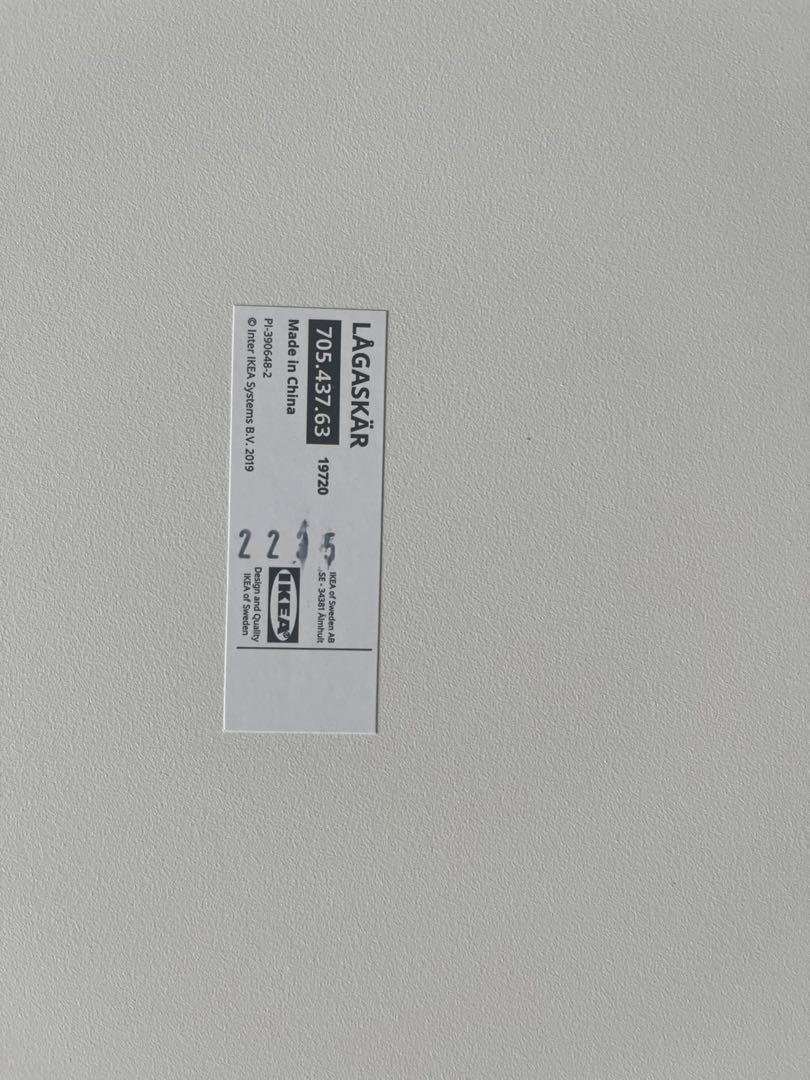 LÅGASKÄR
705.437.63 19720
Made in China
PI-390648-2
© Inter IKEA Systems B.V. 2019
IKEA of Sweden AB
SE - 34381 Älmhult
IKEA®
Design and Quality
IKEA of Sweden